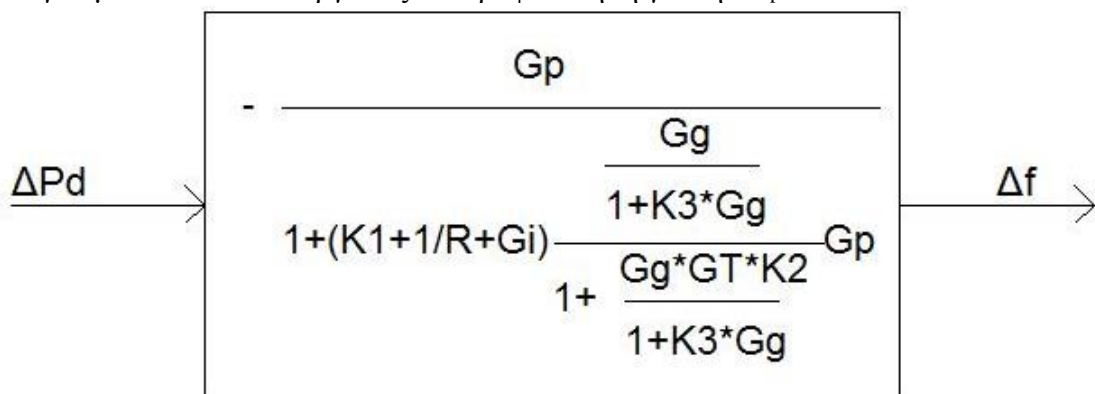 Gp
-
Gg
ΔPd
1+K3*Gg
Δf
1+(K1+1/R+Gi)
Gp
Gg*GT*K2
1+
1+K3*Gg